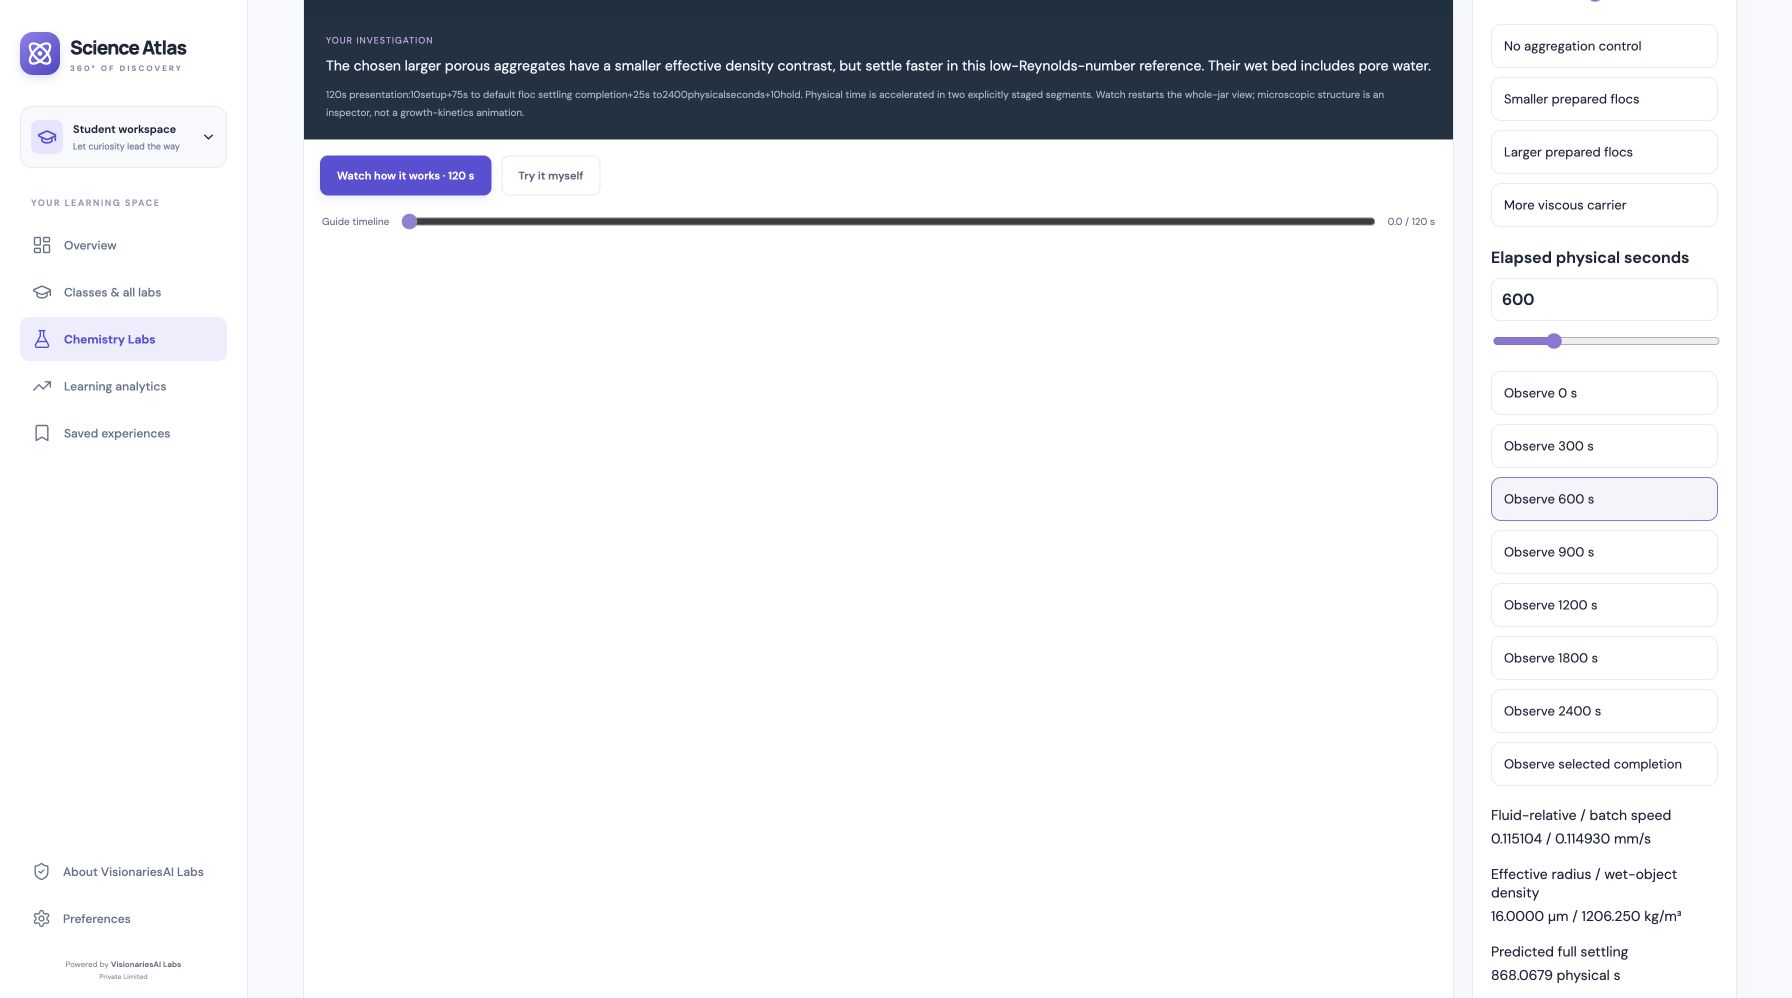 Science Atlas
360° OF DISCOVERY
Student workspace
Let curiosity lead the way
YOUR LEARNING SPACE
Overview
Classes & all labs
Chemistry Labs
Learning analytics
Saved experiences
About VisionariesAI Labs
Preferences
Powered by VisionariesAI Labs
Private Limited
YOUR INVESTIGATION
The chosen larger porous aggregates have a smaller effective density contrast, but settle faster in this low-Reynolds-number reference. Their wet bed includes pore water.
120s presentation:10setup+75s to default floc settling completion+25s to2400physicalseconds+10hold. Physical time is accelerated in two explicitly staged segments. Watch restarts the whole-jar view; microscopic structure is an
inspector, not a growth-kinetics animation.
Watch how it works · 120 s
Try it myself
Guide timeline
0.0 / 120 s
No aggregation control
Smaller prepared flocs
Larger prepared flocs
More viscous carrier
Elapsed physical seconds
600
Observe 0 s
Observe 300 s
Observe 600 s
Observe 900 s
Observe 1200 s
Observe 1800 s
Observe 2400 s
Observe selected completion
Fluid-relative / batch speed
0.115104 / 0.114930 mm/s
Effective radius / wet-object
density
16.0000 μm / 1206.250 kg/m³
Predicted full settling
868.0679 physical s